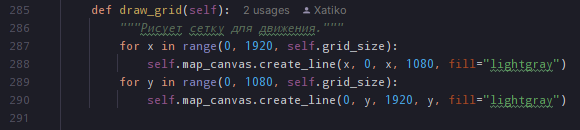 285 def draw_grid(self): 2 usages Xatiko
286 """Рисует сетку для движения."""
287 for x in range(0, 1920, self.grid_size):
288 self.map_canvas.create_line(x, 0, x, 1080, fill="lightgray")
289 for y in range(0, 1080, self.grid_size):
290 self.map_canvas.create_line(0, y, 1920, y, fill="lightgray")
291